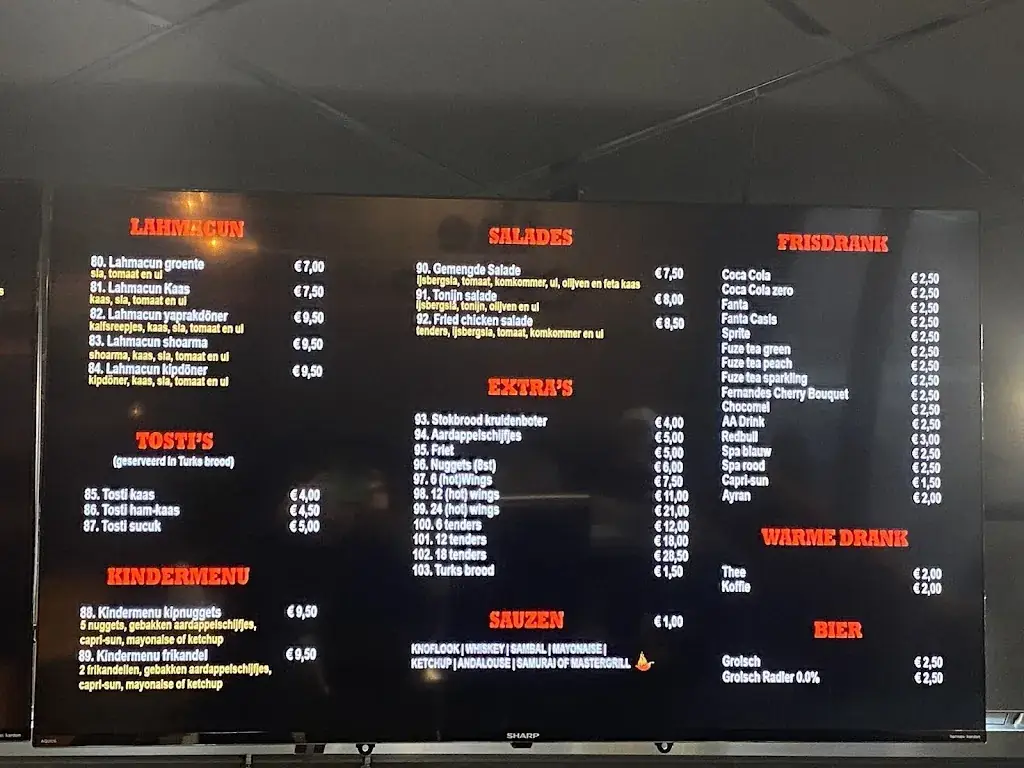 LAHMACUN
80. Lahmacun groente €7,00
sla, tomaat en ui
81. Lahmacun Kaas €7,50
kaas, sla, tomaat en ui
82. Lahmacun yaprakdöner €9,50
kalfsreepjes, kaas, sla, tomaat en ui
83. Lahmacun shoarma €9,50
shoarma, kaas, sla, tomaat en ui
84. Lahmacun kipdöner €9,50
kipdöner, kaas, sla, tomaat en ui
TOSTI'S
(geserveerd in Turks brood)
85. Tosti kaas €4,00
86. Tosti ham-kaas €4,50
87. Tosti sucuk €5,00
KINDERMENU
88. Kindermenu kipnuggets €9,50
5 nuggets, gebakken aardappelschijfjes,
capri-sun, mayonaise of ketchup
89. Kindermenu frikandel €9,50
2 frikandellen, gebakken aardappelschijfjes,
capri-sun, mayonaise of ketchup
SALADES
90. Gemengde Salade €7,50
Ijsbergsla, tomaat, komkommer, ui, olijven en feta kaas
91. Tonijn salade €8,00
Ijsbergsla, tonijn, olijven en ui
92. Fried chicken salade €8,50
tenders, ijsbergsla, tomaat, komkommer en ui
EXTRA'S
93. Stokbrood kruidenboter €4,00
94. Aardappelschijfjes €5,00
95. Friet €5,00
96. Nuggets (8st) €6,00
97. 6 (hot)Wings €7,50
98. 12 (hot) wings €11,00
99. 24 (hot) wings €21,00
100. 6 tenders €12,00
101. 12 tenders €18,00
102. 18 tenders €28,50
103. Turks brood €1,50
SAUZEN €1,00
KNOFLOOK | WHISKEY | SAMBAL | MAYONAISE |
KETCHUP | ANDALOUSE | SAMURAI OF MASTERGRILL
FRISDRANK
Coca Cola €2,50
Coca Cola zero €2,50
Fanta €2,50
Fanta Casis €2,50
Sprite €2,50
Fuze tea green €2,50
Fuze tea peach €2,50
Fuze tea sparkling €2,50
Fernandes Cherry Bouquet €2,50
Chocomel €2,50
AA Drink €2,50
Redbull €3,00
Spa blauw €2,50
Spa rood €2,50
Capri-sun €1,50
Ayran €2,00
WARME DRANK
Thee €2,00
Koffie €2,00
BIER
Grolsch €2,50
Grolsch Radler 0.0% €2,50
AQUOS
SHARP
harman kardon